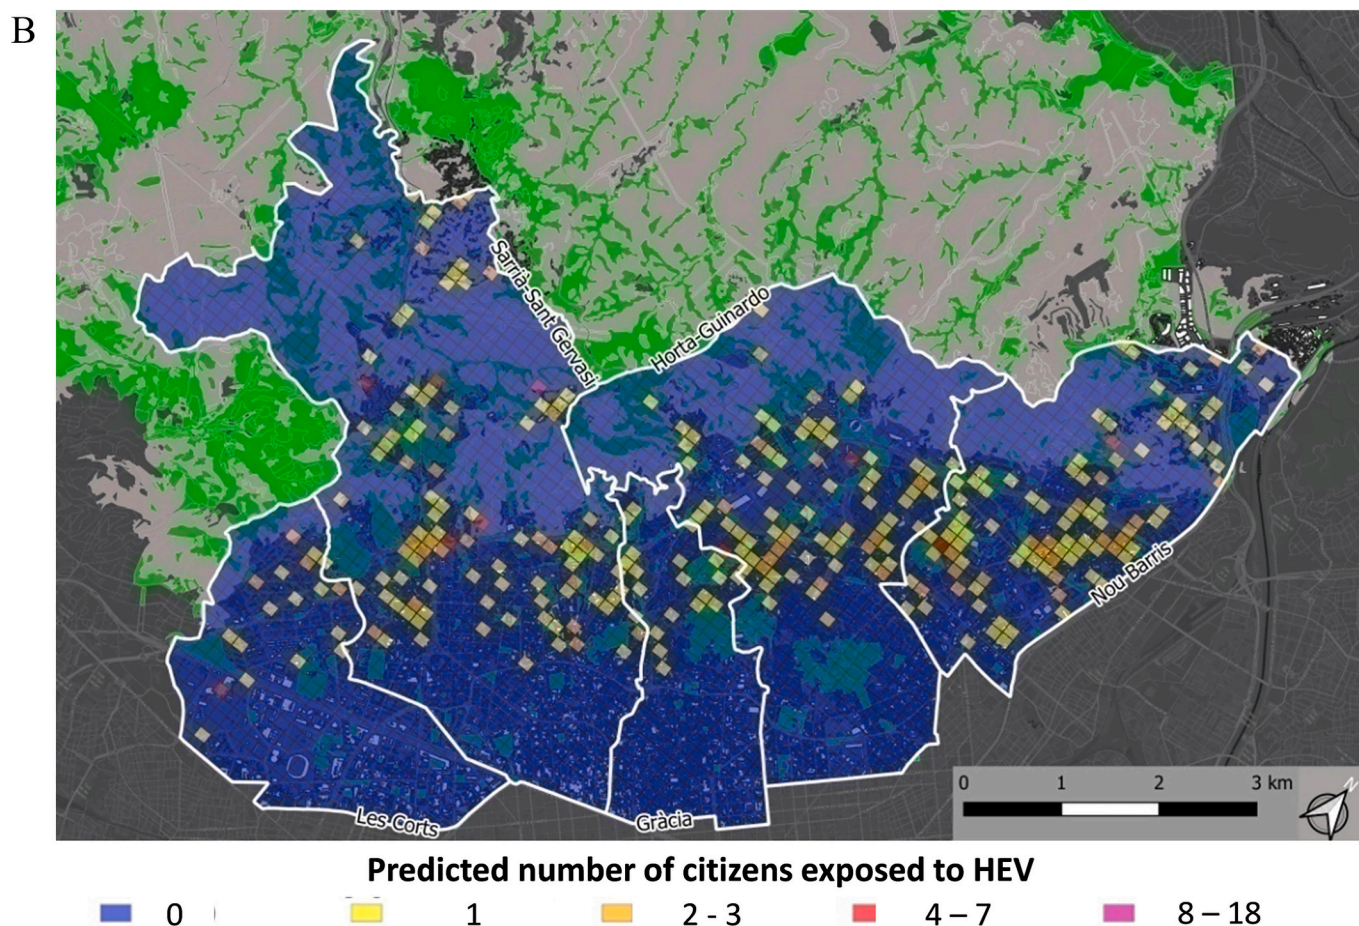 B
Sarrià-Sant Gervasi
Horta-Guinardo
Nou-Barris
Les-Corts
Gràcia
0 1 2 3 km
N
Predicted number of citizens exposed to HEV
0 1 2 - 3 4 – 7 8 – 18